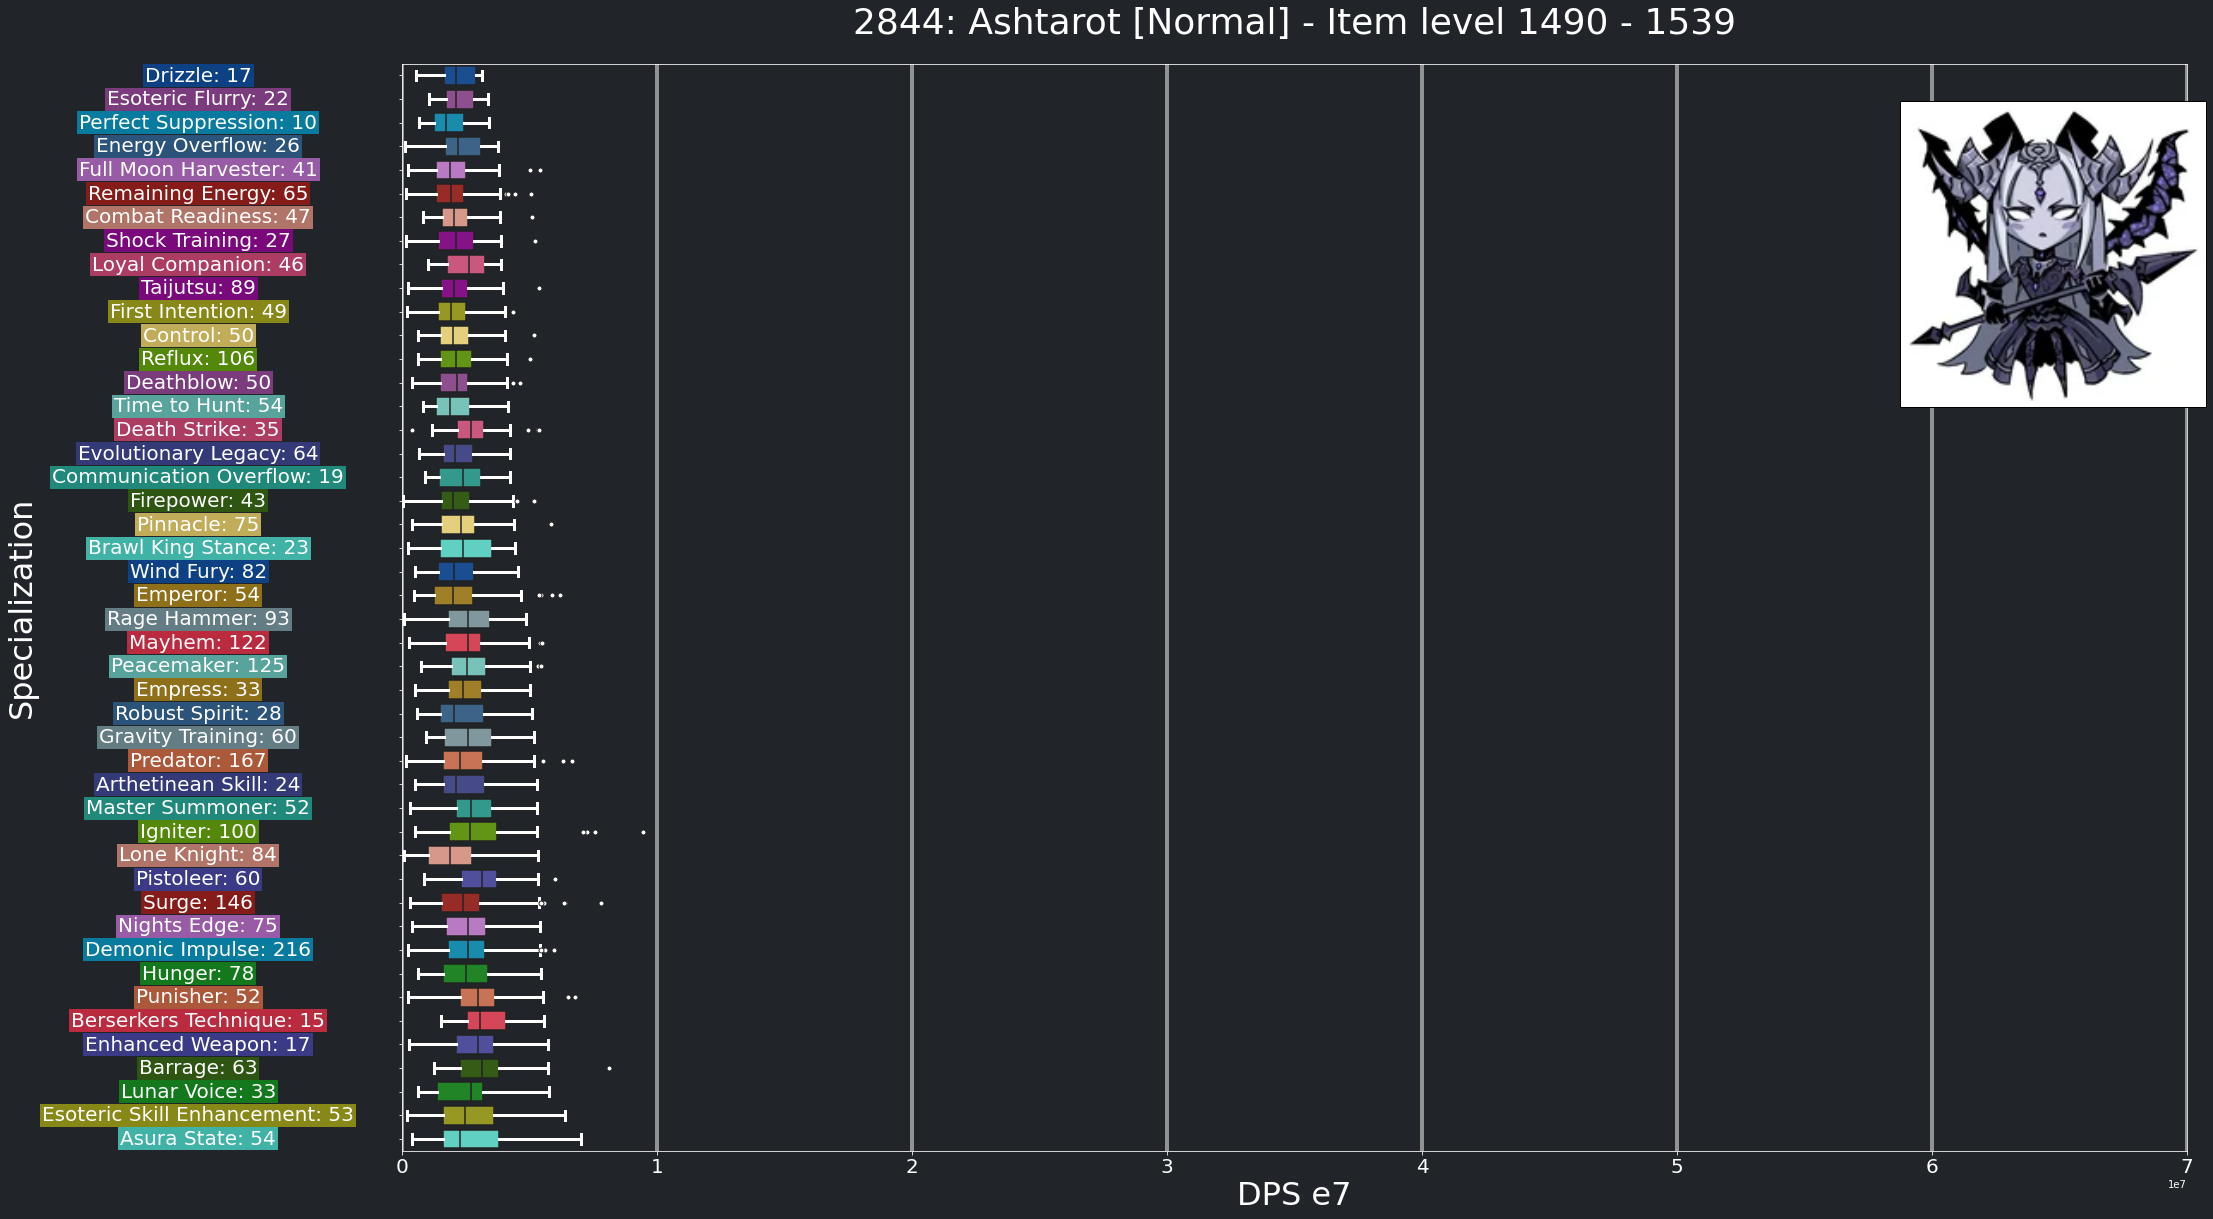 2844: Ashtarot [Normal] - Item level 1490 - 1539
Drizzle: 17
Esoteric Flurry: 22
Perfect Suppression: 10
Energy Overflow: 26
Full Moon Harvester: 41
Remaining Energy: 65
Combat Readiness: 47
Shock Training: 27
Loyal Companion: 46
Taijutsu: 89
First Intention: 49
Control: 50
Reflux: 106
Deathblow: 50
Time to Hunt: 54
Death Strike: 35
Evolutionary Legacy: 64
Communication Overflow: 19
Firepower: 43
Pinnacle: 75
Brawl King Stance: 23
Wind Fury: 82
Emperor: 54
Rage Hammer: 93
Mayhem: 122
Peacemaker: 125
Empress: 33
Robust Spirit: 28
Gravity Training: 60
Predator: 167
Arthetinean Skill: 24
Master Summoner: 52
Igniter: 100
Lone Knight: 84
Pistoleer: 60
Surge: 146
Nights Edge: 75
Demonic Impulse: 216
Hunger: 78
Punisher: 52
Berserkers Technique: 15
Enhanced Weapon: 17
Barrage: 63
Lunar Voice: 33
Esoteric Skill Enhancement: 53
Asura State: 54
Specialization
0 1 2 3 4 5 6 7
1e7
DPS e7